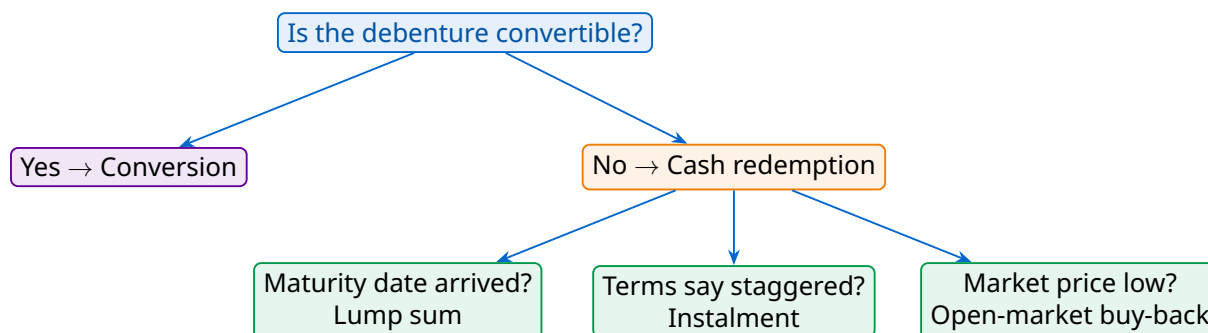 Is the debenture convertible?
Yes → Conversion
No → Cash redemption
Maturity date arrived?
Lump sum
Terms say staggered?
Instalment
Market price low?
Open-market buy-back